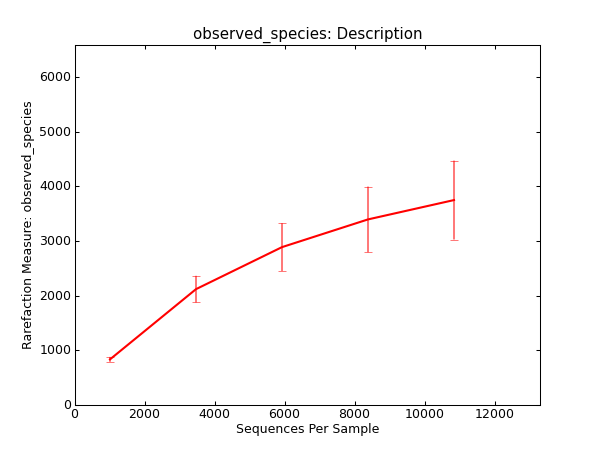 observed_species: Description
Rarefaction Measure: observed_species
6000
5000
4000
3000
2000
1000
0
0 2000 4000 6000 8000 10000 12000
Sequences Per Sample